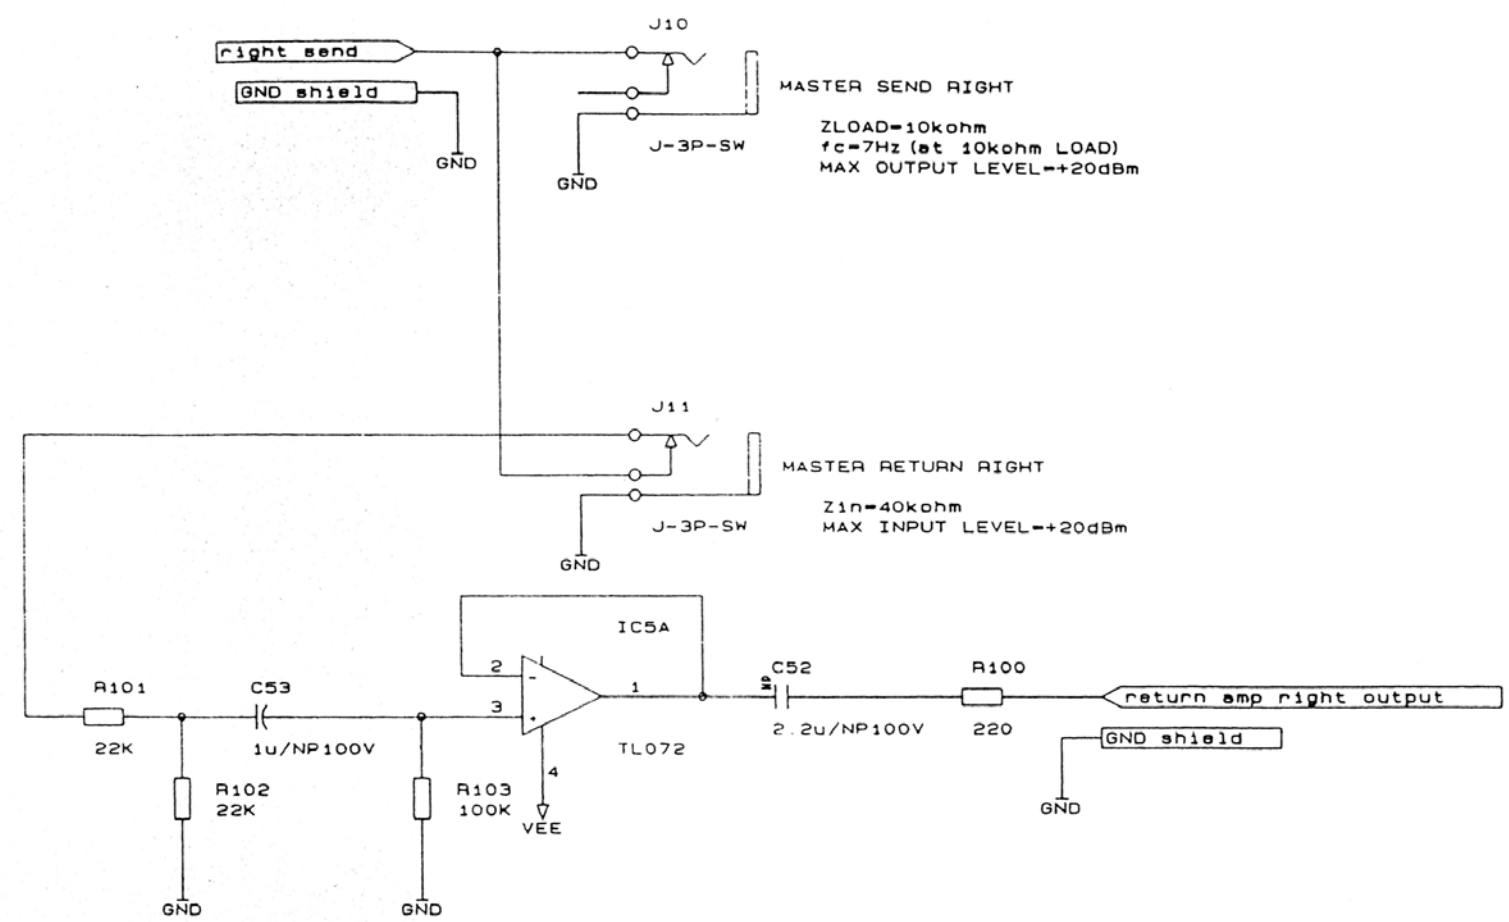 J10
right send
GND shield
MASTER SEND RIGHT
ZLOAD=10kohm
fc=7Hz (at 10kohm LOAD)
MAX OUTPUT LEVEL=+20dBm
J-3P-SW
GND
GND
J11
MASTER RETURN RIGHT
Zin=40kohm
MAX INPUT LEVEL=+20dBm
J-3P-SW
GND
IC5A
2
-
3
+
1
4
TL072
VEE
R101
22K
C53
1u/NP100V
R102
22K
R103
100K
GND
GND
NP
C52
2.2u/NP100V
R100
220
return amp right output
GND shield
GND